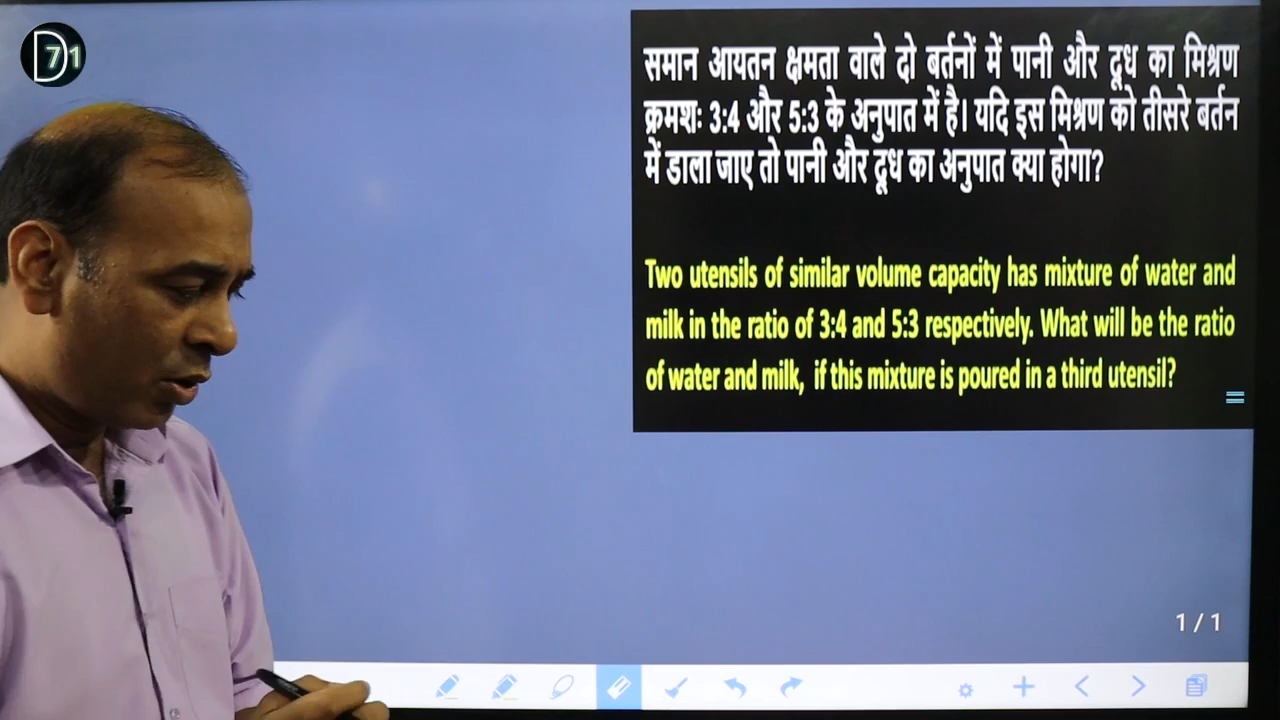 D71
समान आयतन क्षमता वाले दो बर्तनों में पानी और दूध का मिश्रण
क्रमशः 3:4 और 5:3 के अनुपात में है। यदि इस मिश्रण को तीसरे बर्तन
में डाला जाए तो पानी और दूध का अनुपात क्या होगा?
Two utensils of similar volume capacity has mixture of water and
milk in the ratio of 3:4 and 5:3 respectively. What will be the ratio
of water and milk, if this mixture is poured in a third utensil?
1 / 1